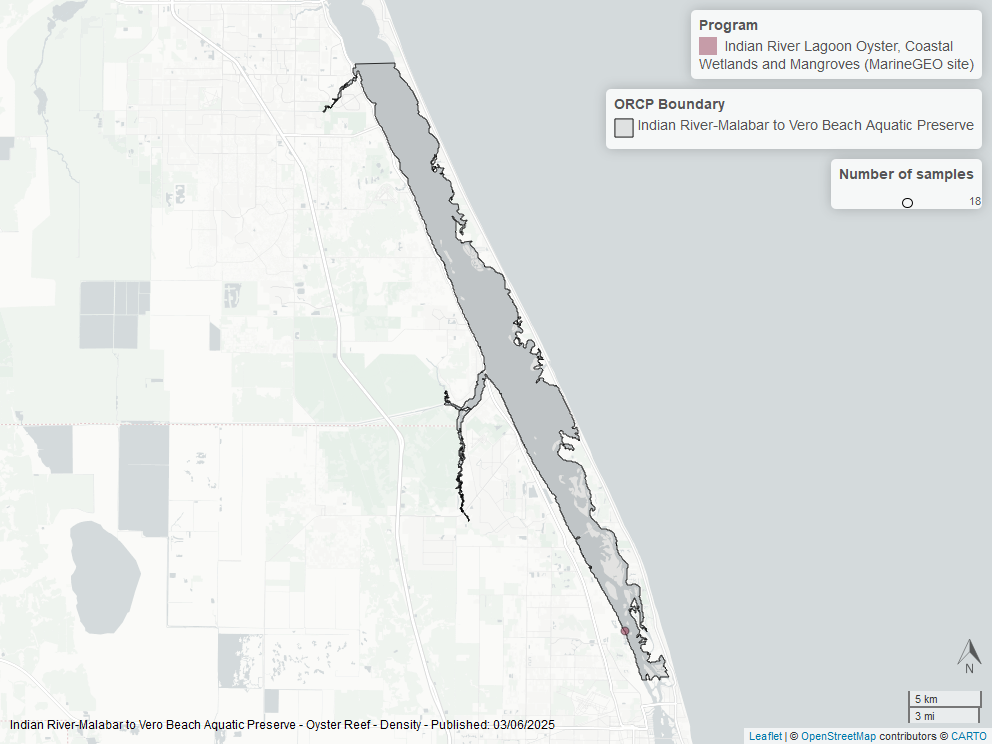 Program
Indian River Lagoon Oyster, Coastal
Wetlands and Mangroves (MarineGEO site)
ORCP Boundary
Indian River-Malabar to Vero Beach Aquatic Preserve
Number of samples
18
N
5 km
3 mi
Indian River-Malabar to Vero Beach Aquatic Preserve - Oyster Reef - Density - Published: 03/06/2025
Leaflet | © OpenStreetMap contributors © CARTO